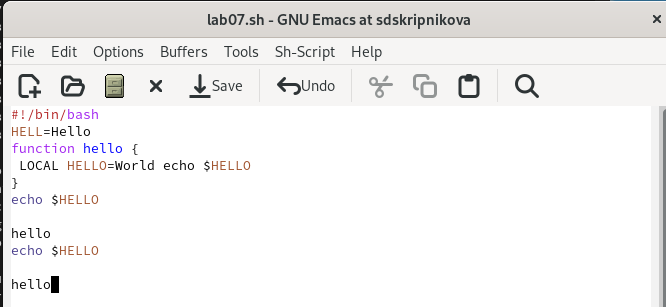 lab07.sh - GNU Emacs at sdskripnikova
File Edit Options Buffers Tools Sh-Script Help
Save Undo
#!/bin/bash
HELL=Hello
function hello {
 LOCAL HELLO=World echo $HELLO
}
echo $HELLO

hello
echo $HELLO

hello